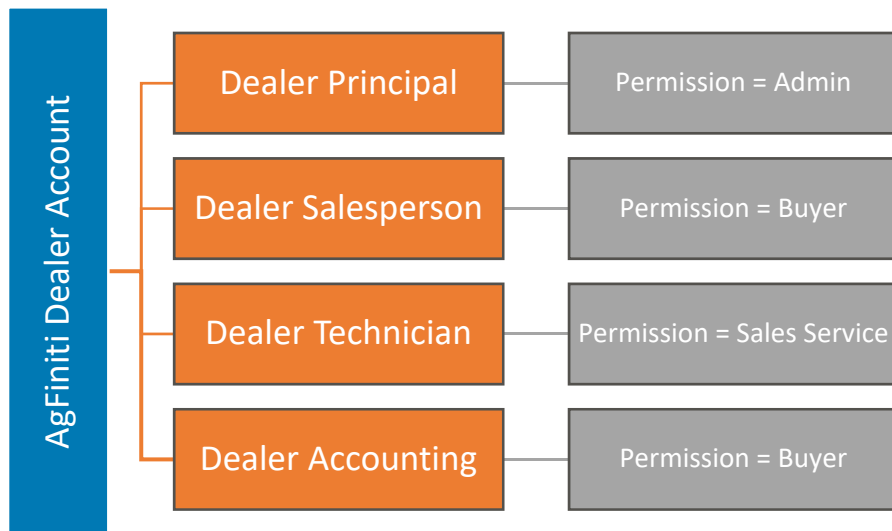 AgFiniti Dealer Account
Dealer Principal
Permission = Admin
Dealer Salesperson
Permission = Buyer
Dealer Technician
Permission = Sales Service
Dealer Accounting
Permission = Buyer